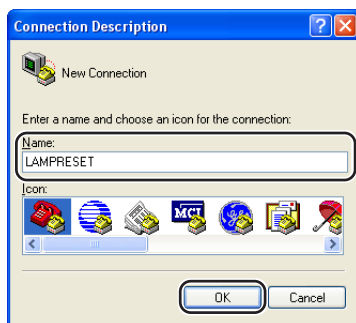 Connection Description
New Connection
Enter a name and choose an icon for the connection:
Name:
LAMPRESET
Icon:
MCI
OK
Cancel